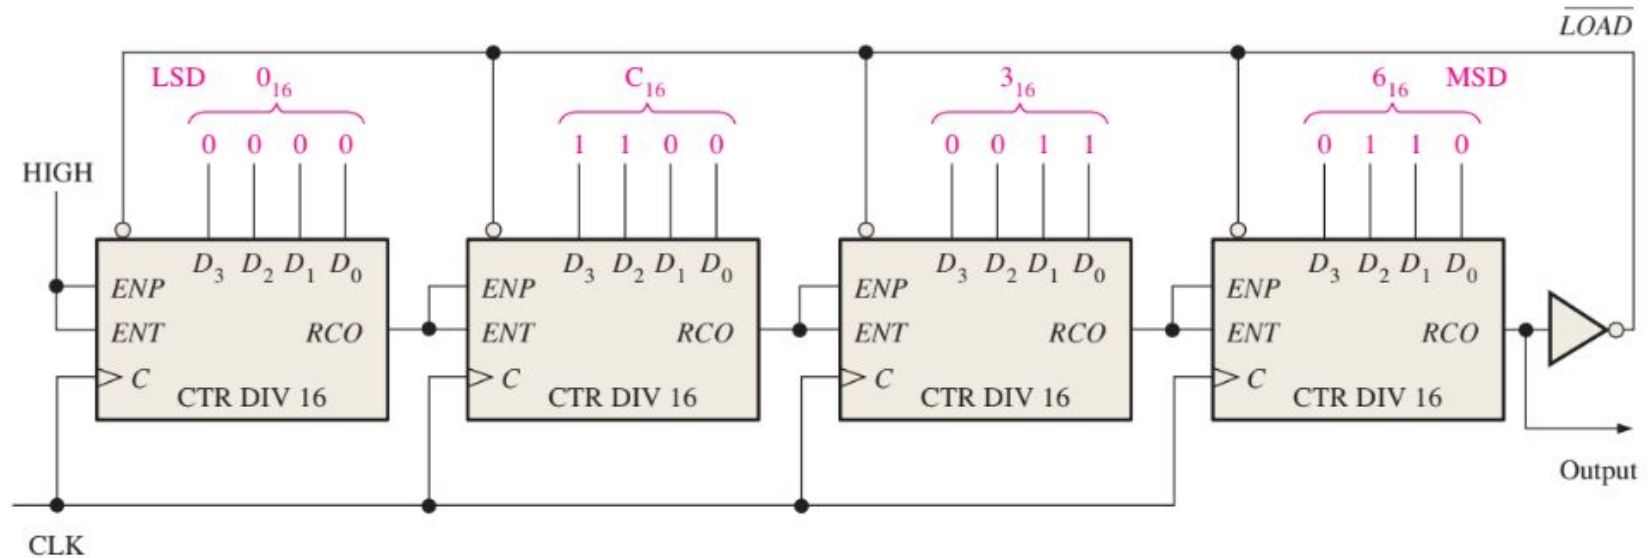 LOAD
LSD 0₁₆ C₁₆ 3₁₆ 6₁₆ MSD
0 0 0 0 1 1 0 0 0 0 1 1 0 1 1 0
HIGH
D₃ D₂ D₁ D₀ D₃ D₂ D₁ D₀ D₃ D₂ D₁ D₀ D₃ D₂ D₁ D₀
ENP ENP ENP ENP
ENT RCO ENT RCO ENT RCO ENT RCO
C C C C
CTR DIV 16 CTR DIV 16 CTR DIV 16 CTR DIV 16
Output
CLK